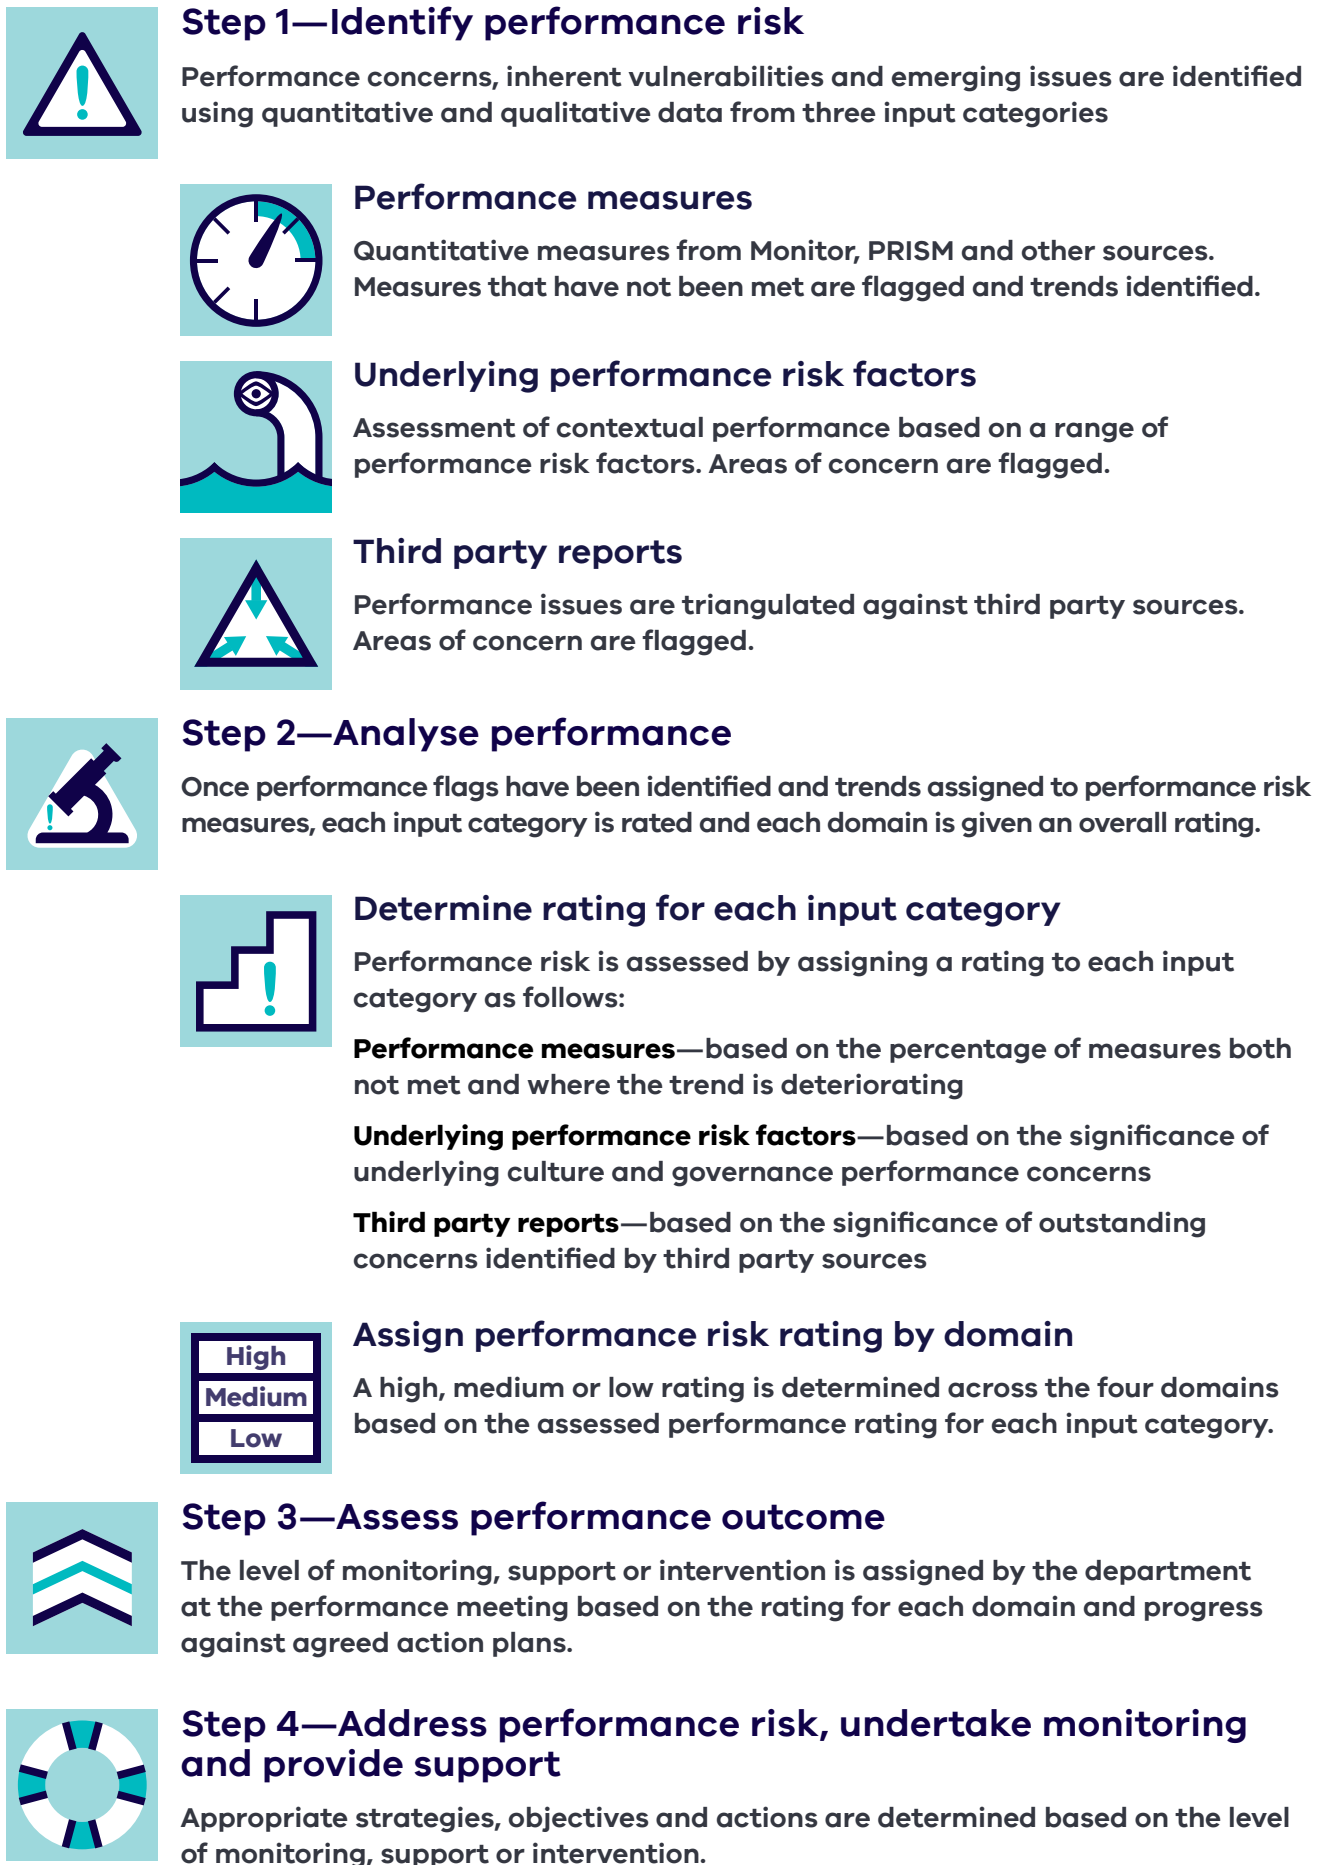 Step 1—Identify performance risk
Performance concerns, inherent vulnerabilities and emerging issues are identified
using quantitative and qualitative data from three input categories
Performance measures
Quantitative measures from Monitor, PRISM and other sources.
Measures that have not been met are flagged and trends identified.
Underlying performance risk factors
Assessment of contextual performance based on a range of
performance risk factors. Areas of concern are flagged.
Third party reports
Performance issues are triangulated against third party sources.
Areas of concern are flagged.
Step 2—Analyse performance
Once performance flags have been identified and trends assigned to performance risk
measures, each input category is rated and each domain is given an overall rating.
Determine rating for each input category
Performance risk is assessed by assigning a rating to each input
category as follows:
Performance measures—based on the percentage of measures both
not met and where the trend is deteriorating
Underlying performance risk factors—based on the significance of
underlying culture and governance performance concerns
Third party reports—based on the significance of outstanding
concerns identified by third party sources
High
Medium
Low
Assign performance risk rating by domain
A high, medium or low rating is determined across the four domains
based on the assessed performance rating for each input category.
Step 3—Assess performance outcome
The level of monitoring, support or intervention is assigned by the department
at the performance meeting based on the rating for each domain and progress
against agreed action plans.
Step 4—Address performance risk, undertake monitoring
and provide support
Appropriate strategies, objectives and actions are determined based on the level
of monitoring, support or intervention.